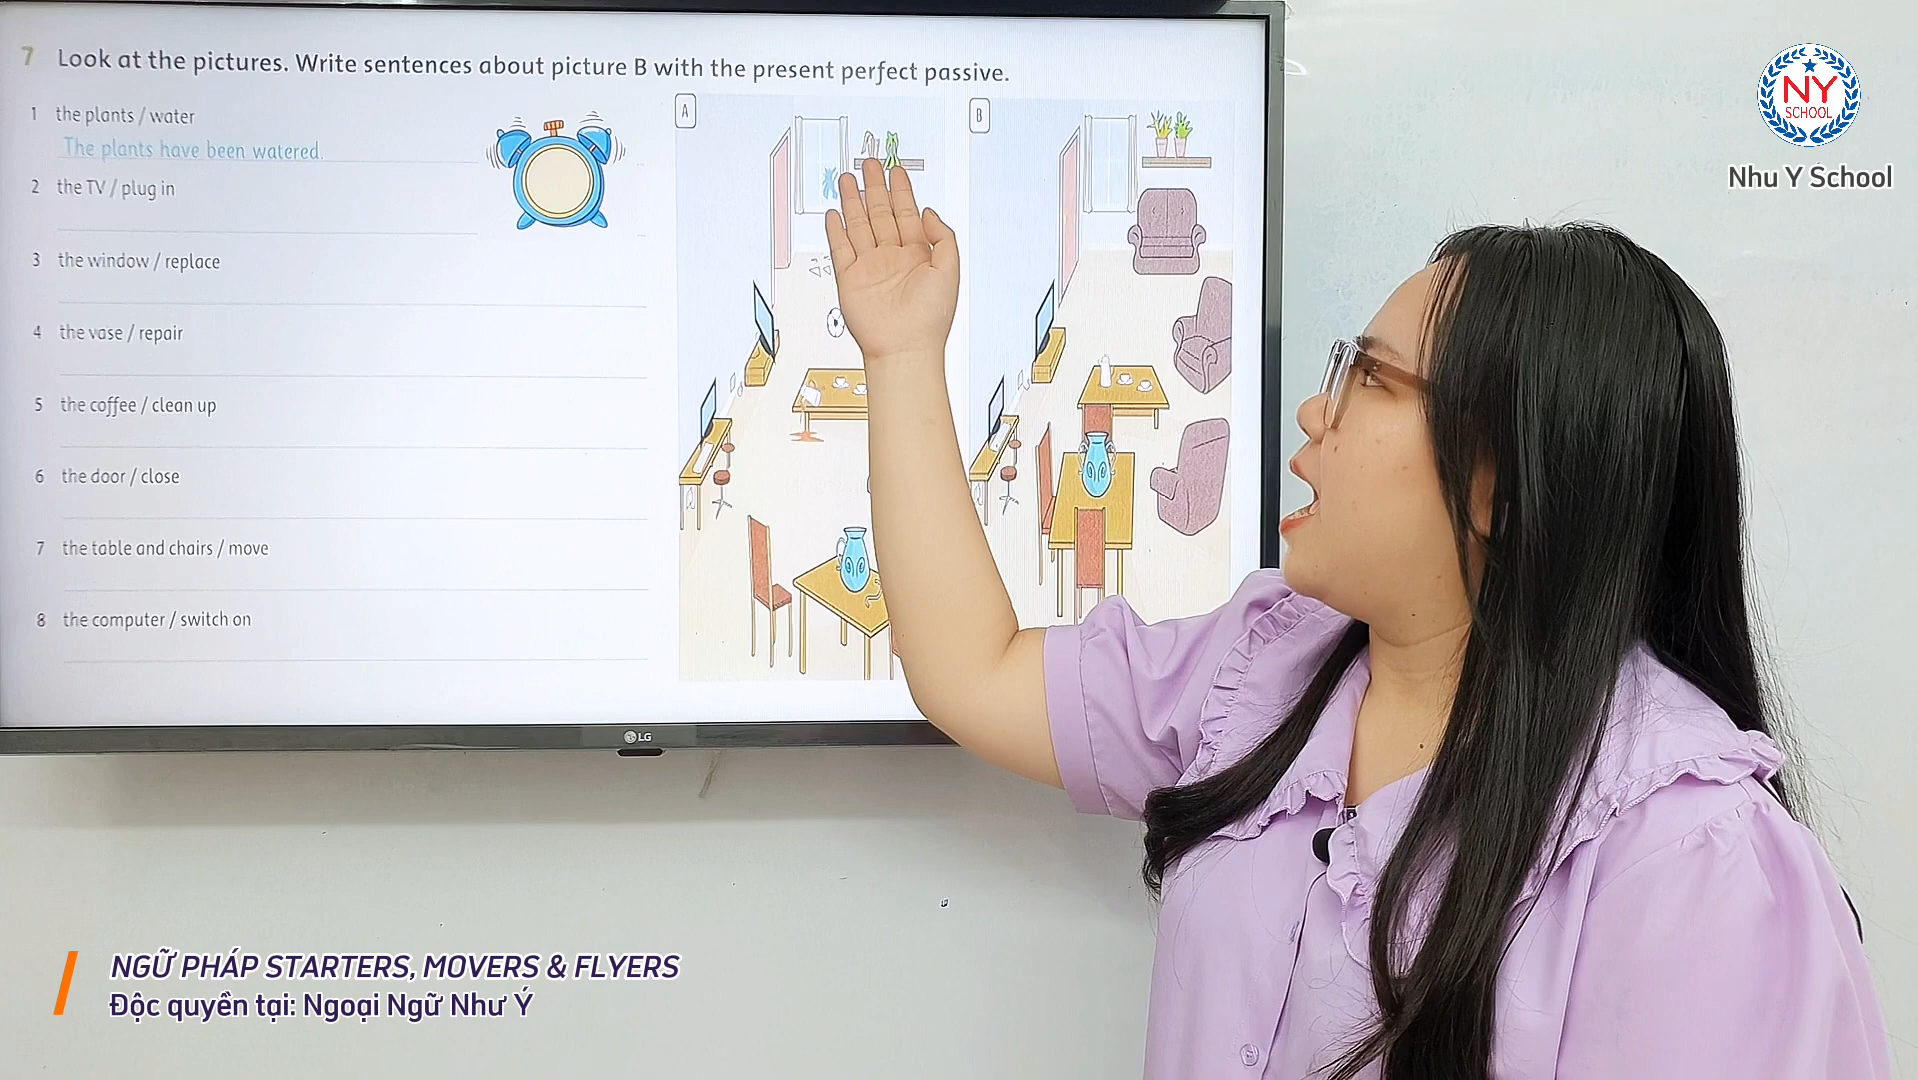 7 Look at the pictures. Write sentences about picture B with the present perfect passive.
1 the plants / water
The plants have been watered.
2 the TV / plug in
3 the window / replace
4 the vase / repair
5 the coffee / clean up
6 the door / close
7 the table and chairs / move
8 the computer / switch on
A
B
LG
NY
SCHOOL
Nhu Y School
NGỮ PHÁP STARTERS, MOVERS & FLYERS
Độc quyền tại: Ngoại Ngữ Như Ý